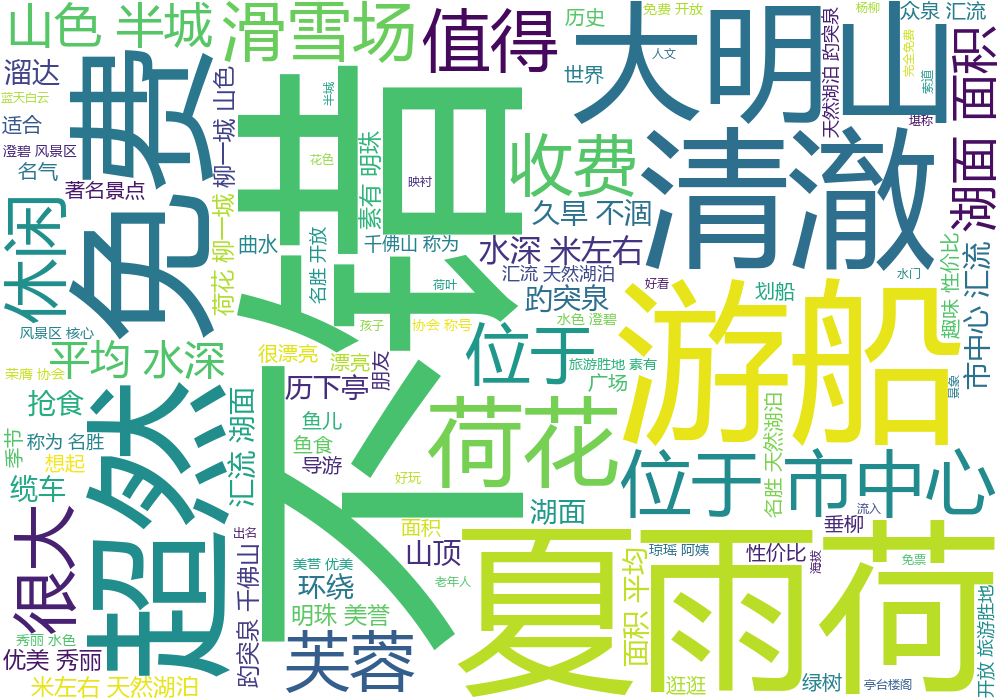 山色 半城
滑雪场
值得
历史
免费 开放
大明山
杨柳
众泉 汇流
溜达
蓝天白云
免费
不错
世界
人文
天然湖泊 趵突泉
完全免费
索道
湖面 面积
适合
澄碧 风景区
名气
著名景点
柳一城 山色
半城
花色
素有 明珠
映衬
收费
清澈
堪称
休闲
荷花 柳一城
曲水
名胜 开放
千佛山 称为
久旱 不涸
水深 米左右
汇流 天然湖泊
荷叶
趵突泉
好看
划船
水门
趣味 性价比
市中心 汇流
风景区 核心
孩子
协会 称号
水色 澄碧
游船
平均 水深
很漂亮
漂亮
朋友
位于
旅游胜地 素有
荣膺 协会
抢食
超然
汇流 湖面
历下亭
广场
景象
季节
称为 名胜
想起
鱼儿
鱼食
导游
好玩
荷花
位于 市中心
名胜 天然湖泊
缆车
湖面
流入
很大
出名
面积
山顶
夏雨荷
垂柳
琼瑶 阿姨
性价比
海拔
免票
趵突泉 千佛山
美誉 优美
环绕
老年人
面积 平均
开放 旅游胜地
明珠 美誉
秀丽 水色
优美 秀丽
芙蓉
米左右 天然湖泊
逛逛
绿树
亭台楼阁